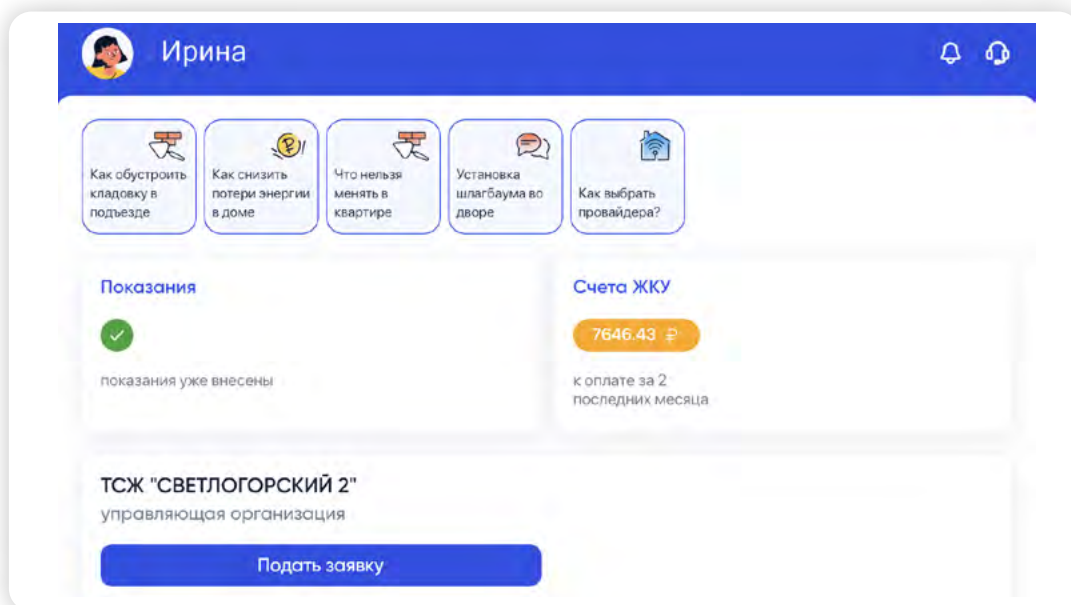 Ирина
Как обустроить
кладовку в
подъезде
Как снизить
потери энергии
в доме
Что нельзя
менять в
квартире
Установка
шлагбаума во
дворе
Как выбрать
провайдера?
Показания
показания уже внесены
Счета ЖКУ
7646.43 ₽
к оплате за 2
последних месяца
ТСЖ "СВЕТЛОГОРСКИЙ 2"
управляющая организация
Подать заявку